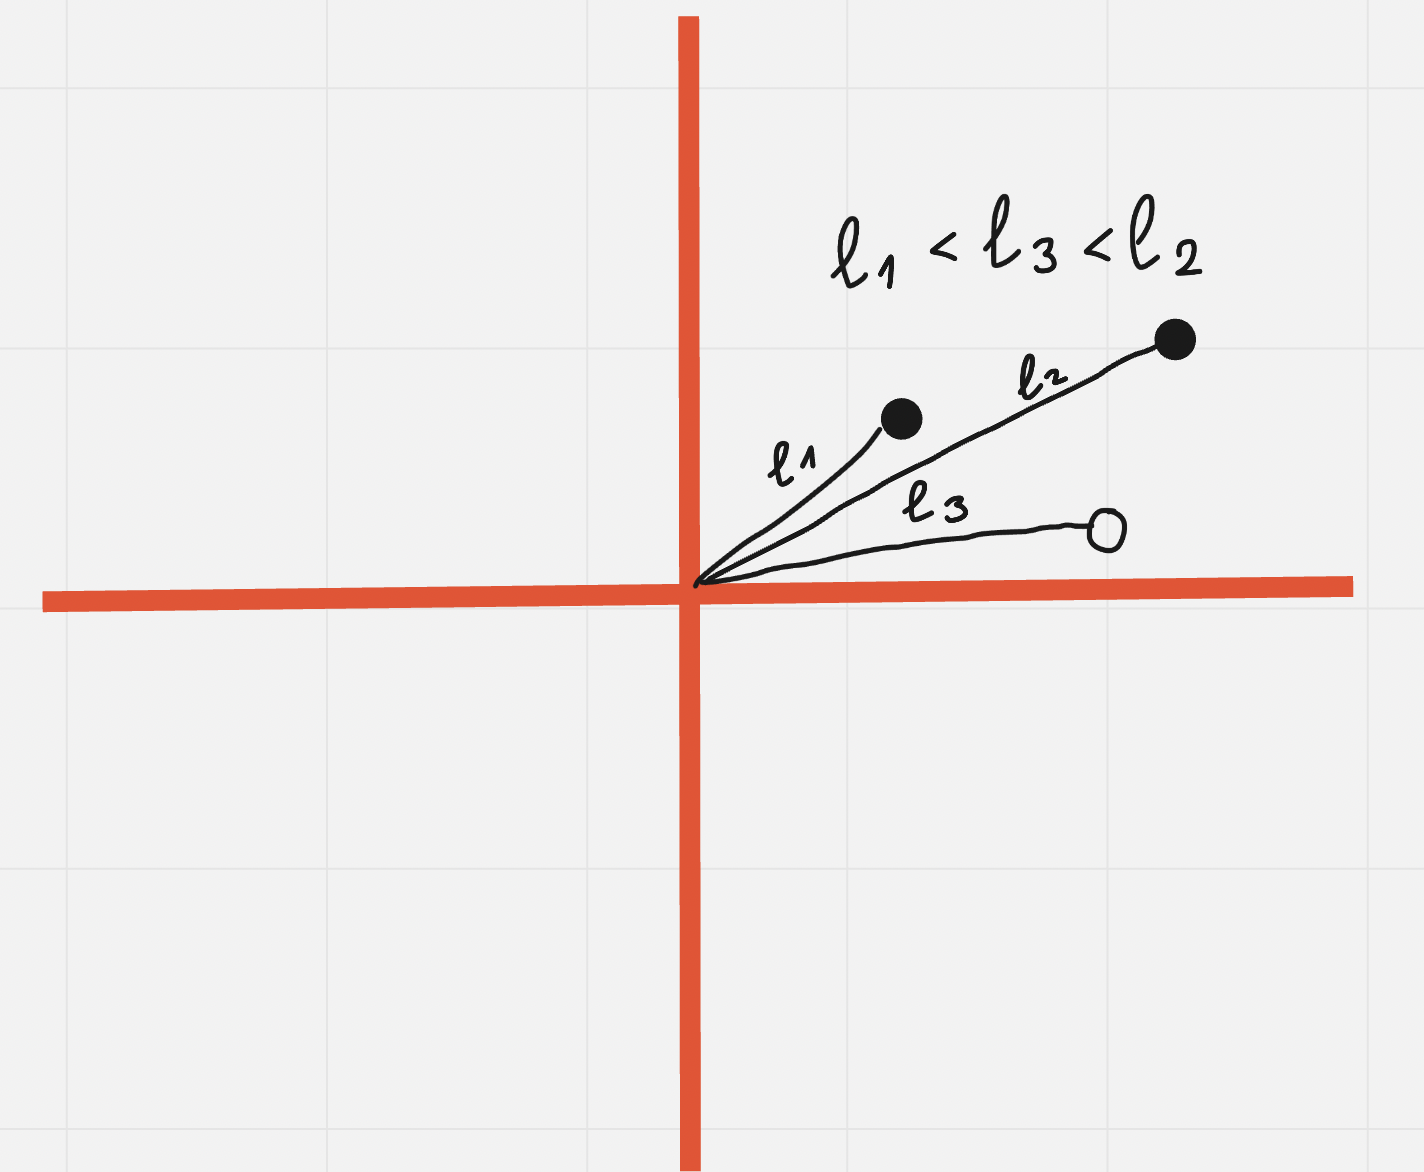 ℓ₁ < ℓ₃ < ℓ₂
ℓ₂
ℓ₁
ℓ₃